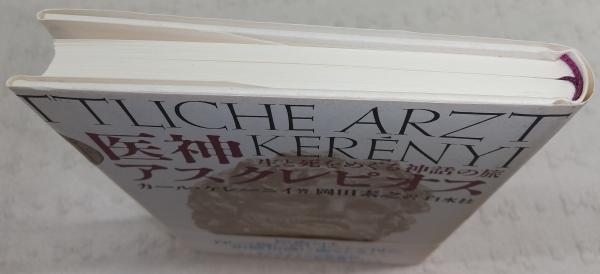 TTLICHE ARZT
KERÉNYI
医神
生と死をめぐる神話の旅
アスクレピオス
カール・ケレーニイ 著 岡田素之 訳 白水社